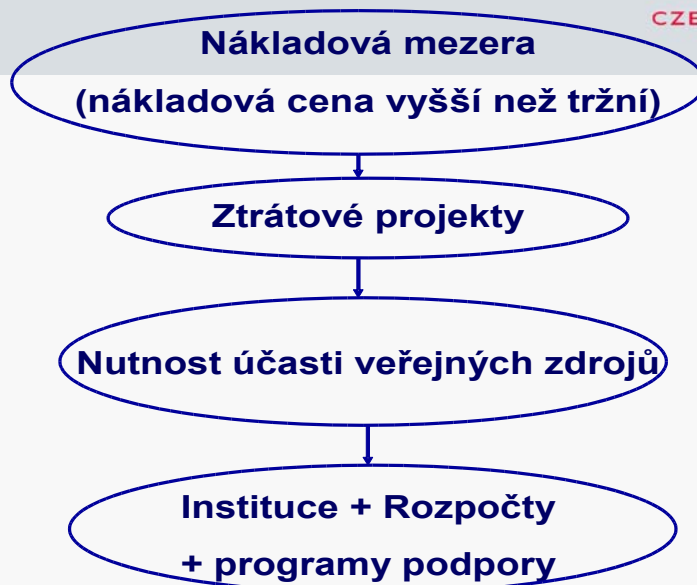 CZE
Nákladová mezera
(nákladová cena vyšší než tržní)
Ztrátové projekty
Nutnost účasti veřejných zdrojů
Instituce + Rozpočty
+ programy podpory